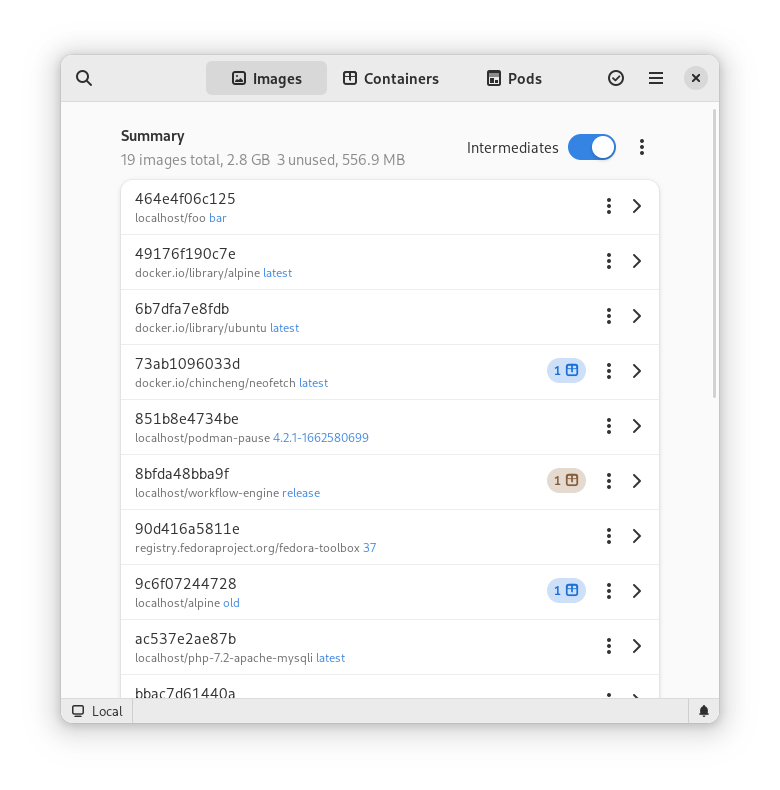 Images Containers Pods
Summary
19 images total, 2.8 GB 3 unused, 556.9 MB
Intermediates
464e4f06c125
localhost/foo bar
49176f190c7e
docker.io/library/alpine latest
6b7dfa7e8fdb
docker.io/library/ubuntu latest
73ab1096033d
docker.io/chincheng/neofetch latest
1
851b8e4734be
localhost/podman-pause 4.2.1-1662580699
8bfda48bba9f
localhost/workflow-engine release
1
90d416a5811e
registry.fedoraproject.org/fedora-toolbox 37
9c6f07244728
localhost/alpine old
1
ac537e2ae87b
localhost/php-7.2-apache-mysqli latest
bbac7d61440a
Local